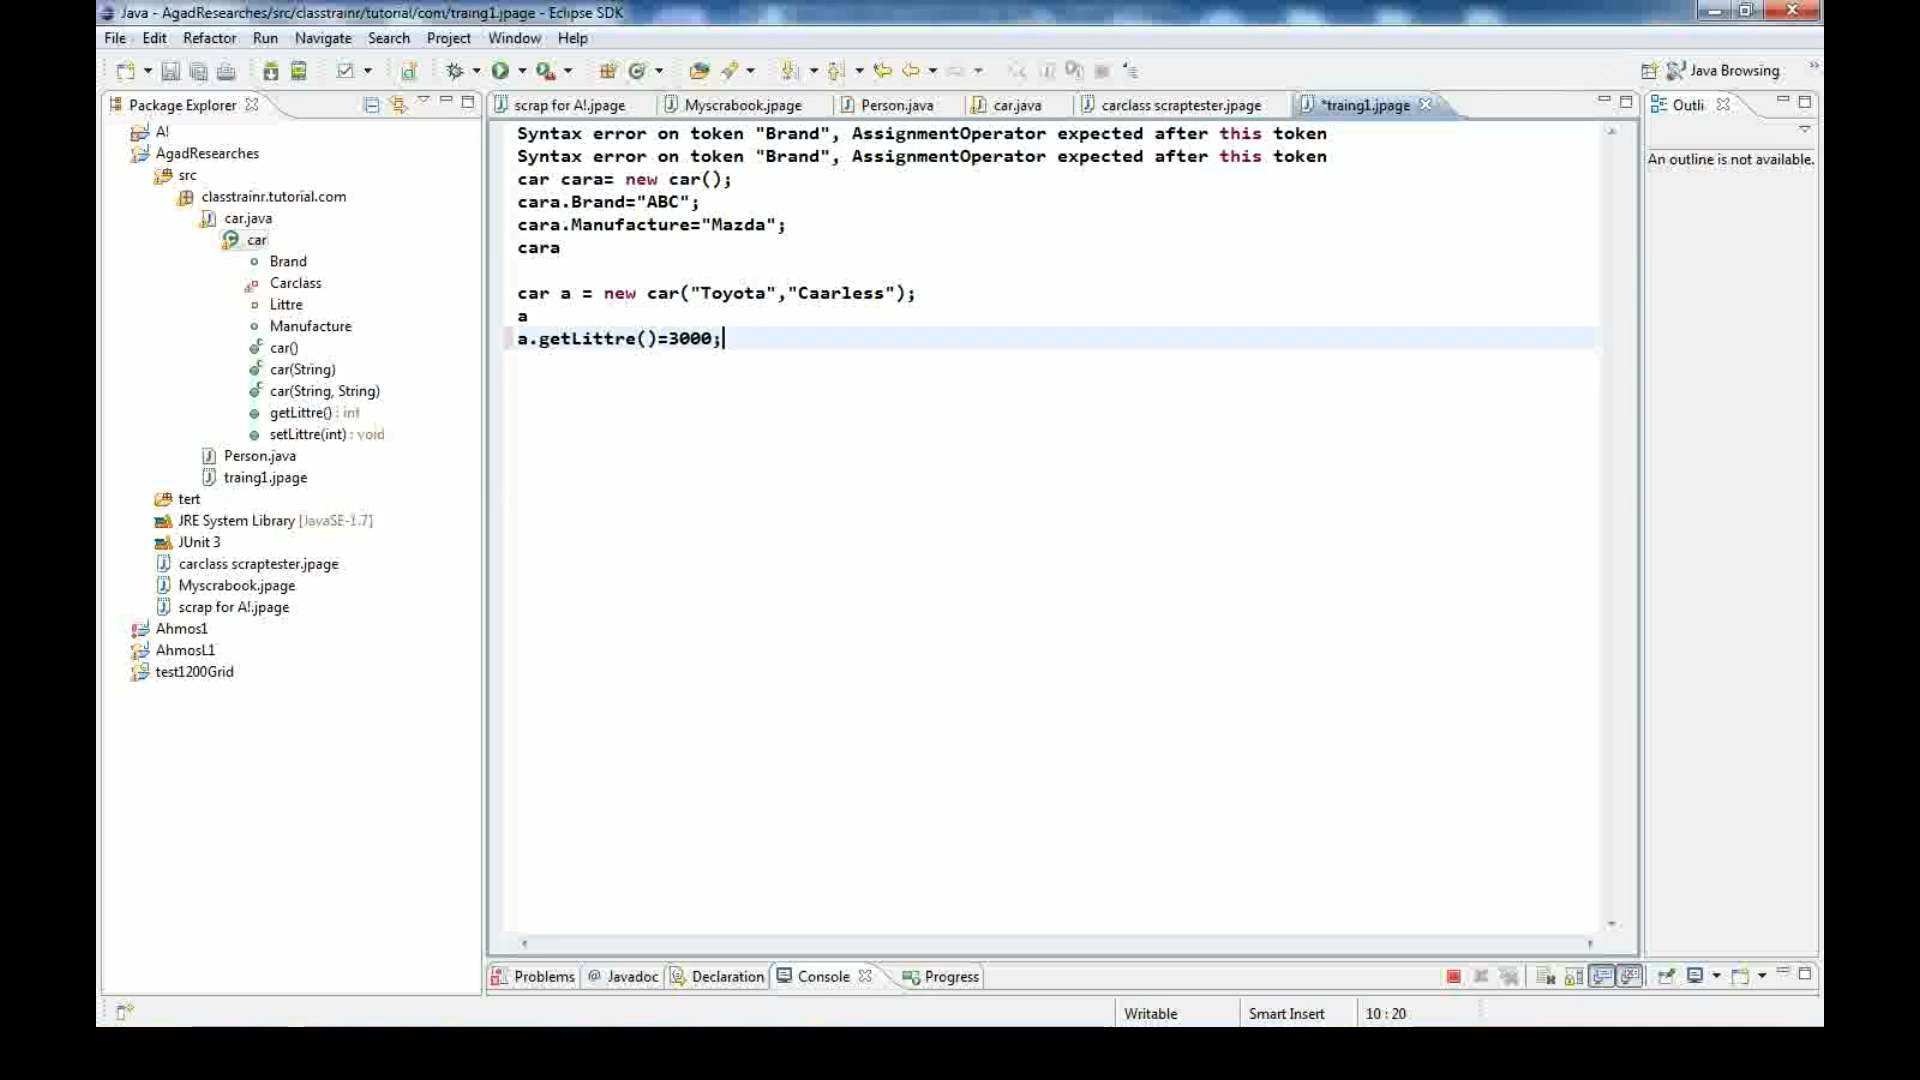 Java - AgadResearches/src/classtrainr/tutorial/com/traing1.jpage - Eclipse SDK
File Edit Refactor Run Navigate Search Project Window Help
Java Browsing
Package Explorer
scrap for A!.jpage Myscrabook.jpage Person.java car.java carclass scraptester.jpage *traing1.jpage
Outli
A!
AgadResearches
src
classtrainr.tutorial.com
car.java
car
Brand
Carclass
Littre
Manufacture
car()
car(String)
car(String, String)
getLittre() : int
setLittre(int) : void
Person.java
traing1.jpage
tert
JRE System Library [JavaSE-1.7]
JUnit 3
carclass scraptester.jpage
Myscrabook.jpage
scrap for A!.jpage
Ahmos1
AhmosL1
test1200Grid
Syntax error on token "Brand", AssignmentOperator expected after this token
Syntax error on token "Brand", AssignmentOperator expected after this token
car cara= new car();
cara.Brand="ABC";
cara.Manufacture="Mazda";
cara
car a = new car("Toyota","Caarless");
a
a.getLittre()=3000;
An outline is not available.
Problems @ Javadoc Declaration Console Progress
Writable Smart Insert 10 : 20